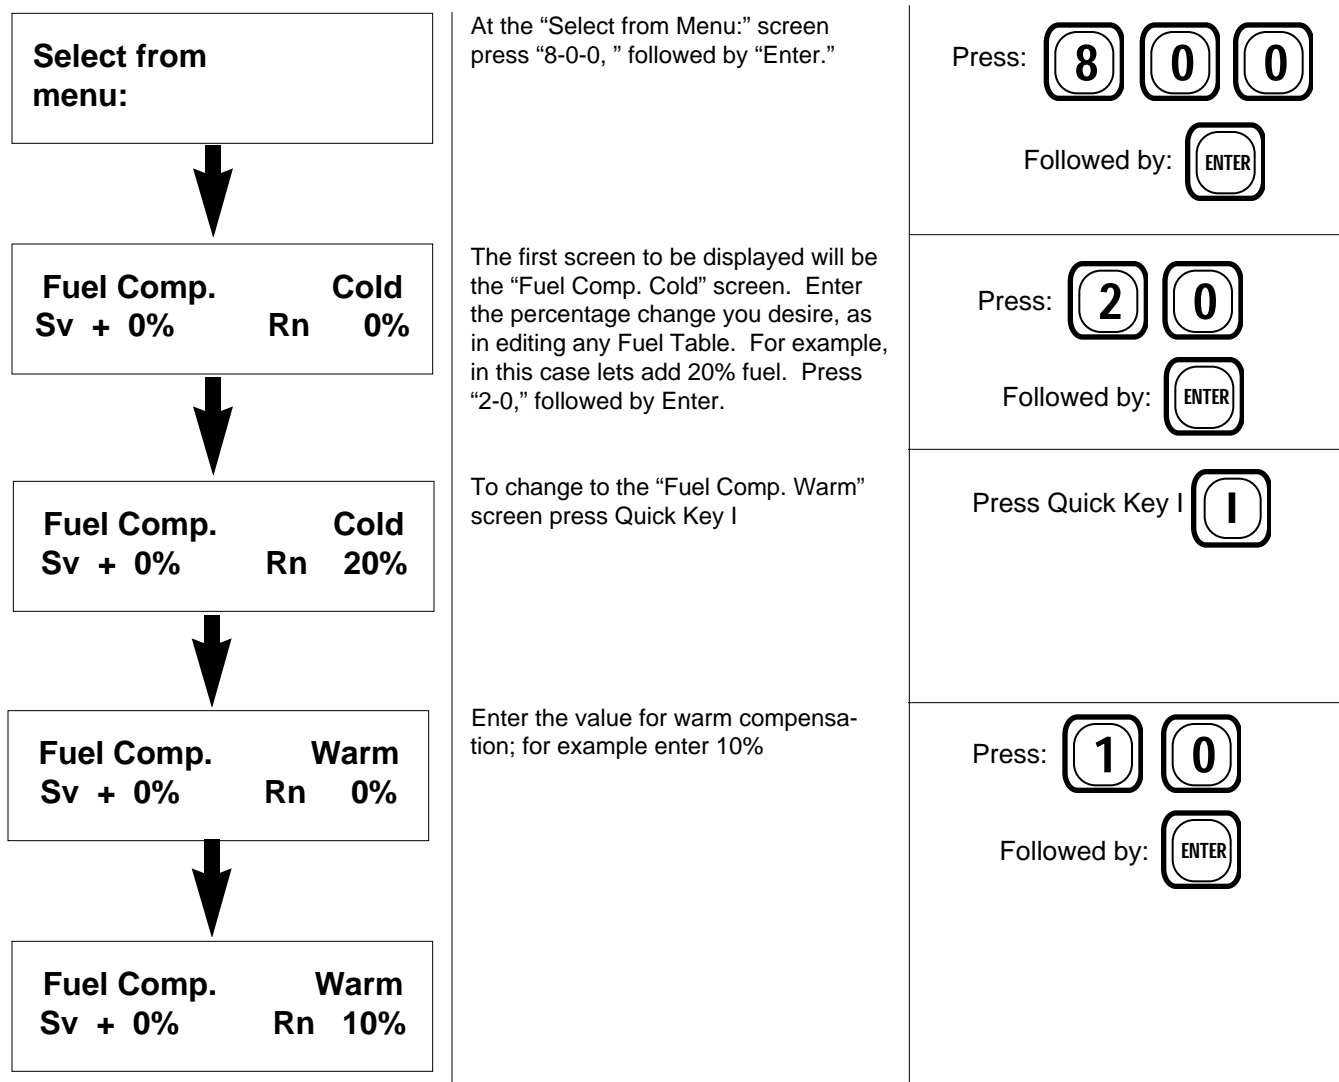 Select from
menu:
At the “Select from Menu:” screen
press “8-0-0, ” followed by “Enter.”
Press: 8 0 0
Followed by: ENTER
Fuel Comp. Cold
Sv + 0% Rn 0%
The first screen to be displayed will be
the “Fuel Comp. Cold” screen. Enter
the percentage change you desire, as
in editing any Fuel Table. For example,
in this case lets add 20% fuel. Press
“2-0,” followed by Enter.
Press: 2 0
Followed by: ENTER
Fuel Comp. Cold
Sv + 0% Rn 20%
To change to the “Fuel Comp. Warm”
screen press Quick Key I
Press Quick Key I I
Fuel Comp. Warm
Sv + 0% Rn 0%
Enter the value for warm compensa-
tion; for example enter 10%
Press: 1 0
Followed by: ENTER
Fuel Comp. Warm
Sv + 0% Rn 10%